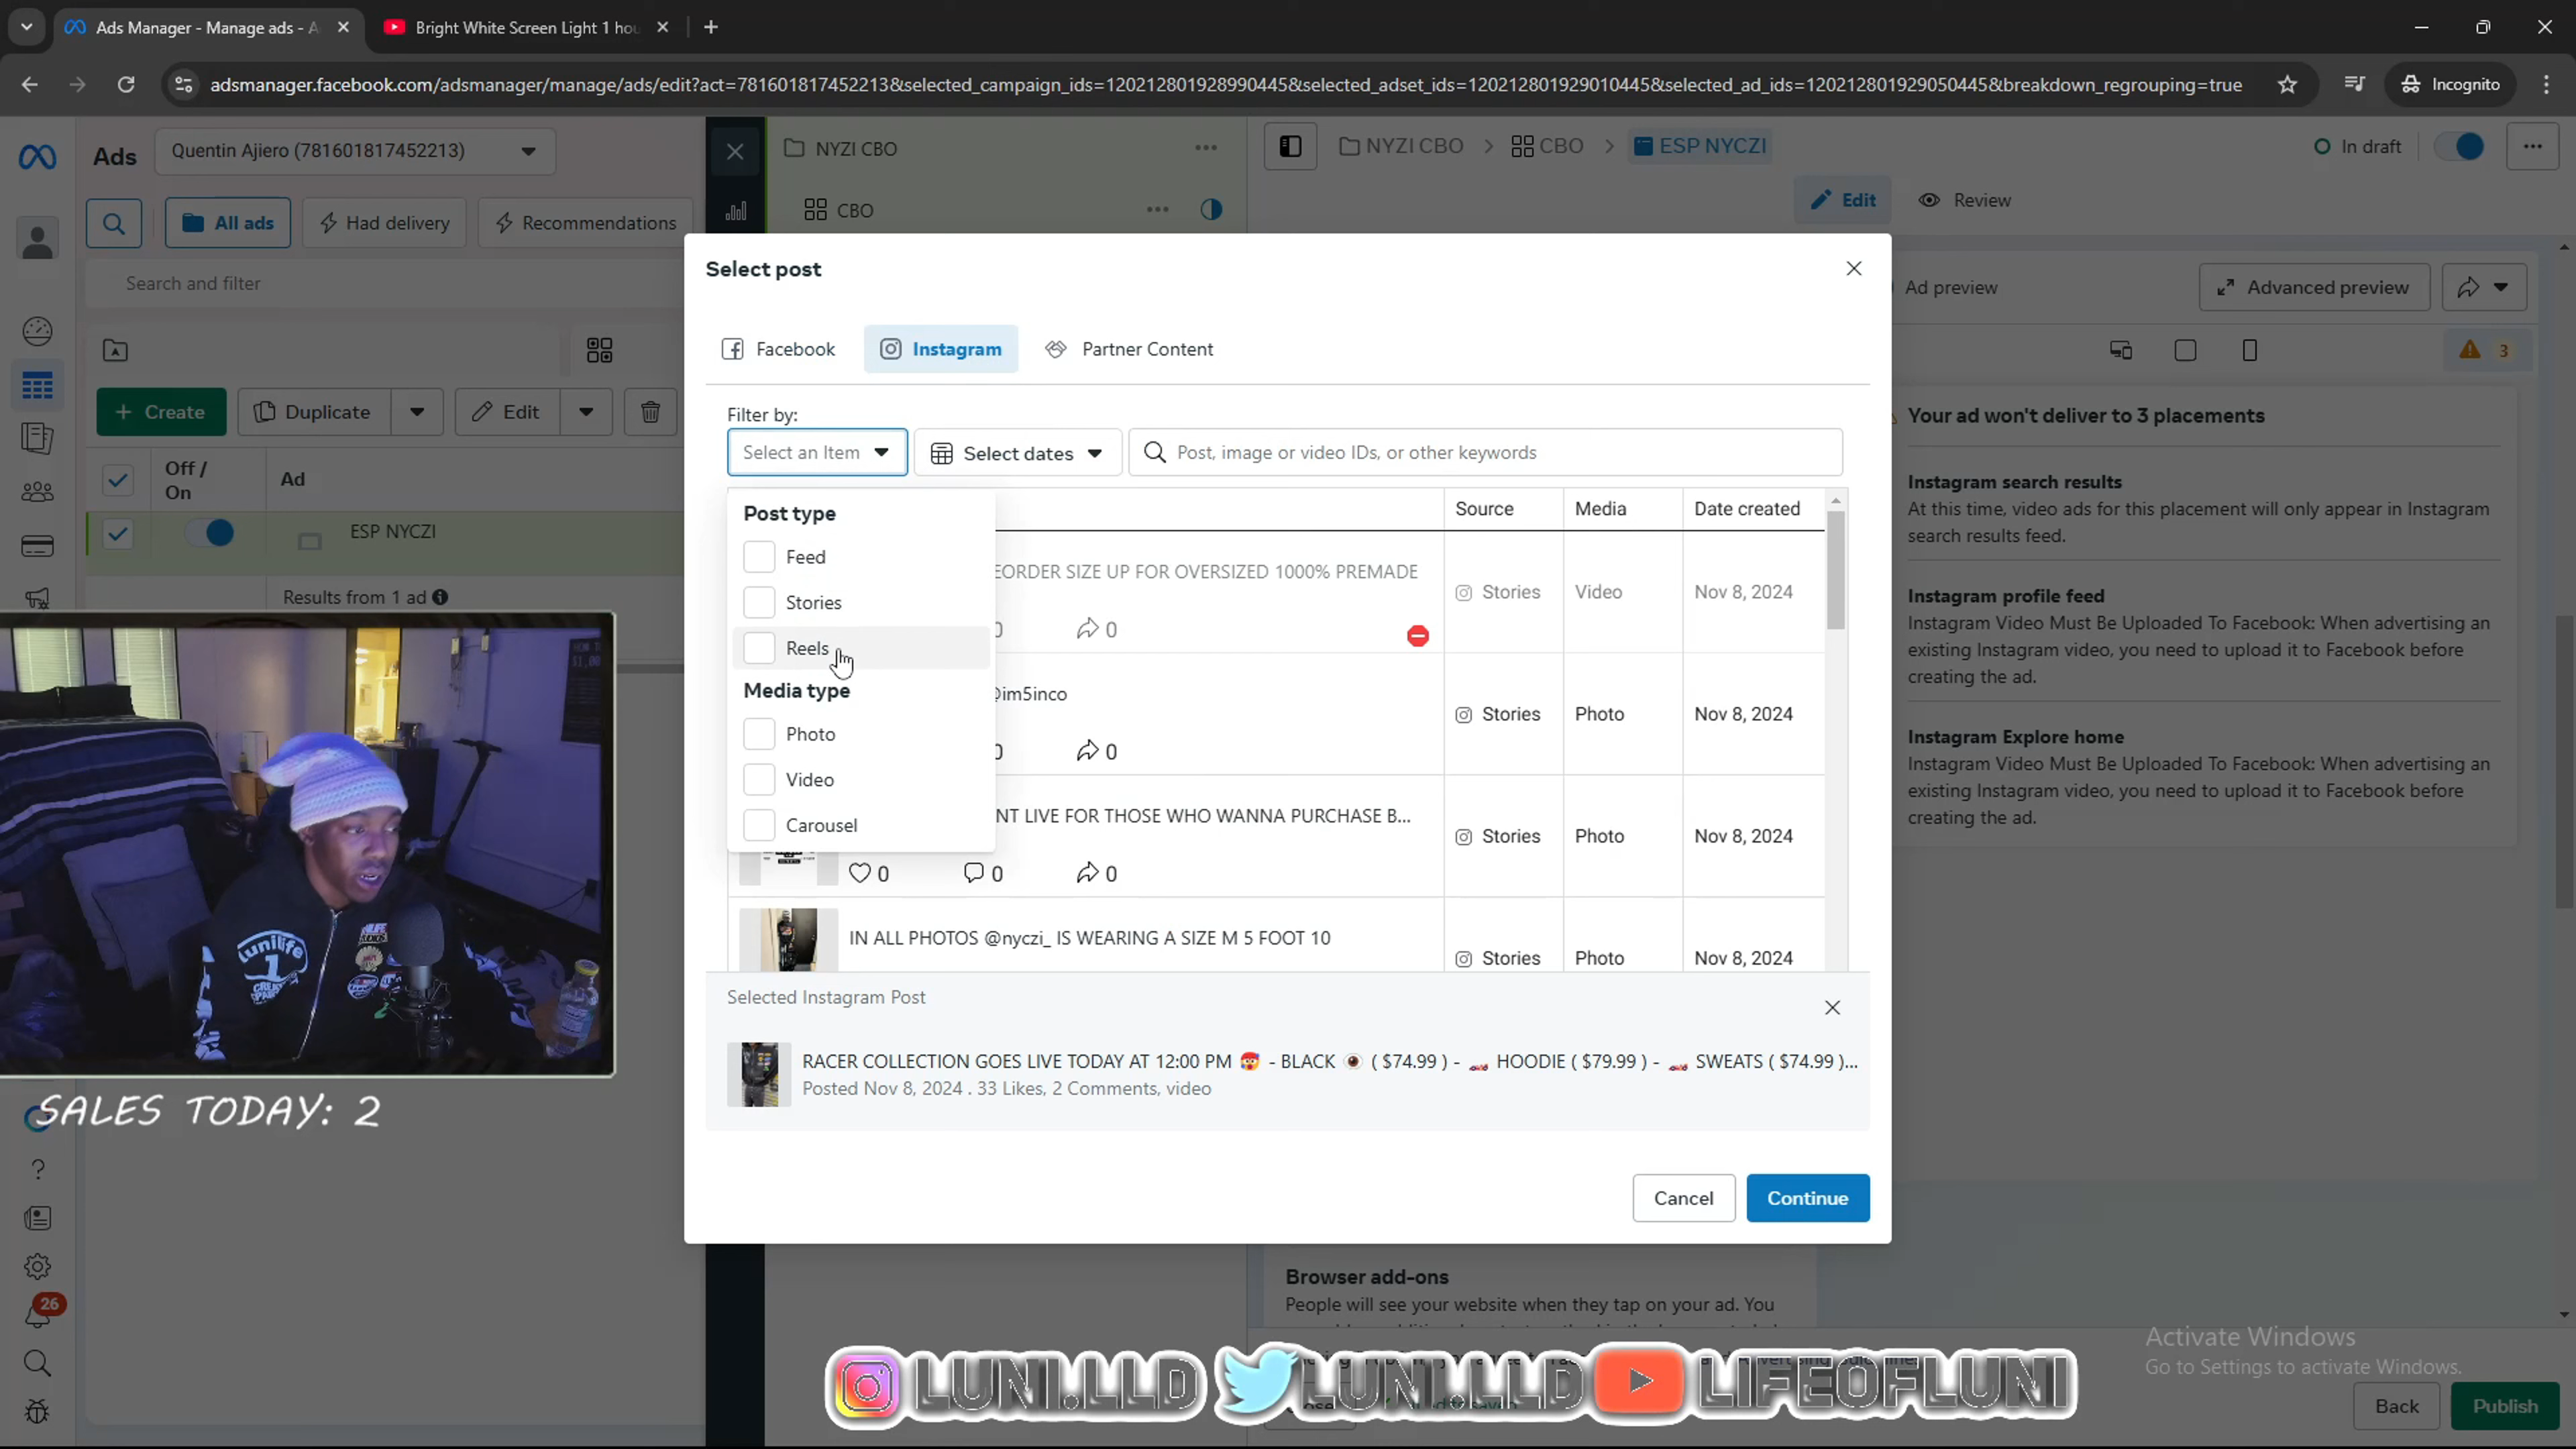 Ads Manager - Manage ads - A
Bright White Screen Light 1 hou
adsmanager.facebook.com/adsmanager/manage/ads/edit?act=781601817452213&selected_campaign_ids=120212801928990445&selected_adset_ids=120212801929010445&selected_ad_ids=120212801929050445&breakdown_regrouping=true
Incognito
Ads
Quentin Ajiero (781601817452213)
NYZI CBO
NYZI CBO
CBO
ESP NYCZI
In draft
All ads
Had delivery
Recommendations
CBO
Edit
Review
Search and filter
Select post
Ad preview
Advanced preview
Facebook
Instagram
Partner Content
3
Create
Duplicate
Edit
Filter by:
Select an Item
Select dates
Post, image or video IDs, or other keywords
Your ad won't deliver to 3 placements
Off / On
Ad
ESP NYCZI
Results from 1 ad
Post type
Feed
Stories
Reels
Media type
Photo
Video
Carousel
Source
Media
Date created
EORDER SIZE UP FOR OVERSIZED 1000% PREMADE
0
0
Stories
Video
Nov 8, 2024
@im5inco
0
0
Stories
Photo
Nov 8, 2024
NT LIVE FOR THOSE WHO WANNA PURCHASE B...
0
0
0
Stories
Photo
Nov 8, 2024
IN ALL PHOTOS @nyczi_ IS WEARING A SIZE M 5 FOOT 10
Stories
Photo
Nov 8, 2024
Instagram search results
At this time, video ads for this placement will only appear in Instagram
search results feed.
Instagram profile feed
Instagram Video Must Be Uploaded To Facebook: When advertising an
existing Instagram video, you need to upload it to Facebook before
creating the ad.
Instagram Explore home
Instagram Video Must Be Uploaded To Facebook: When advertising an
existing Instagram video, you need to upload it to Facebook before
creating the ad.
Selected Instagram Post
RACER COLLECTION GOES LIVE TODAY AT 12:00 PM 🥵 - BLACK 👁 ( $74.99 ) - 🏎 HOODIE ( $79.99 ) - 🏎 SWEATS ( $74.99 )...
Posted Nov 8, 2024 . 33 Likes, 2 Comments, video
Cancel
Continue
unilife
1
SALES TODAY: 2
26
Browser add-ons
People will see your website when they tap on your ad. You
Activate Windows
Go to Settings to activate Windows.
LUNI.LLD
LUNI.LLD
LIFEOFLUNI
Back
Publish